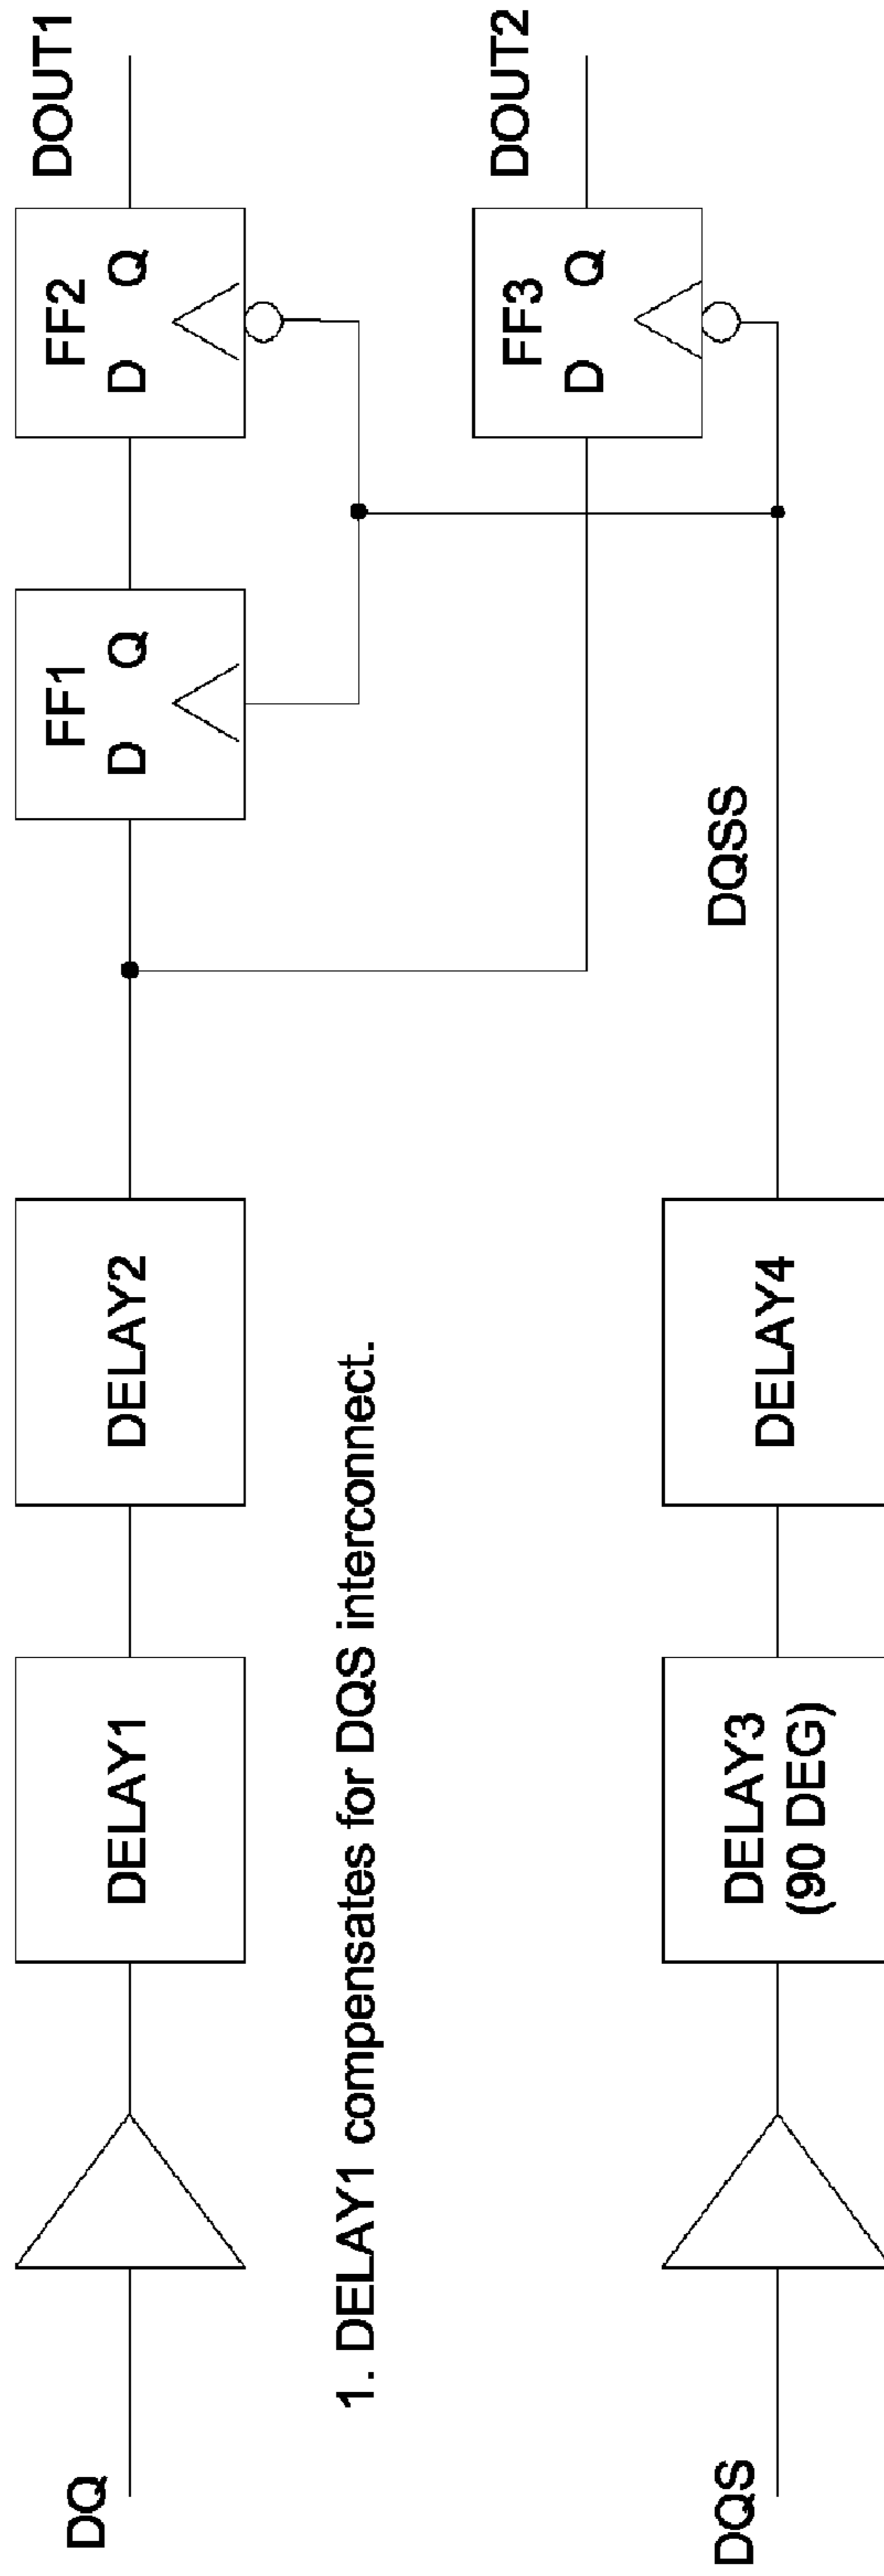 DQ
DELAY1
DELAY2
FF1
D Q
FF2
D Q
DOUT1
1. DELAY1 compensates for DQS interconnect.
FF3
D Q
DOUT2
DQS
DELAY3
(90 DEG)
DELAY4
DQSS